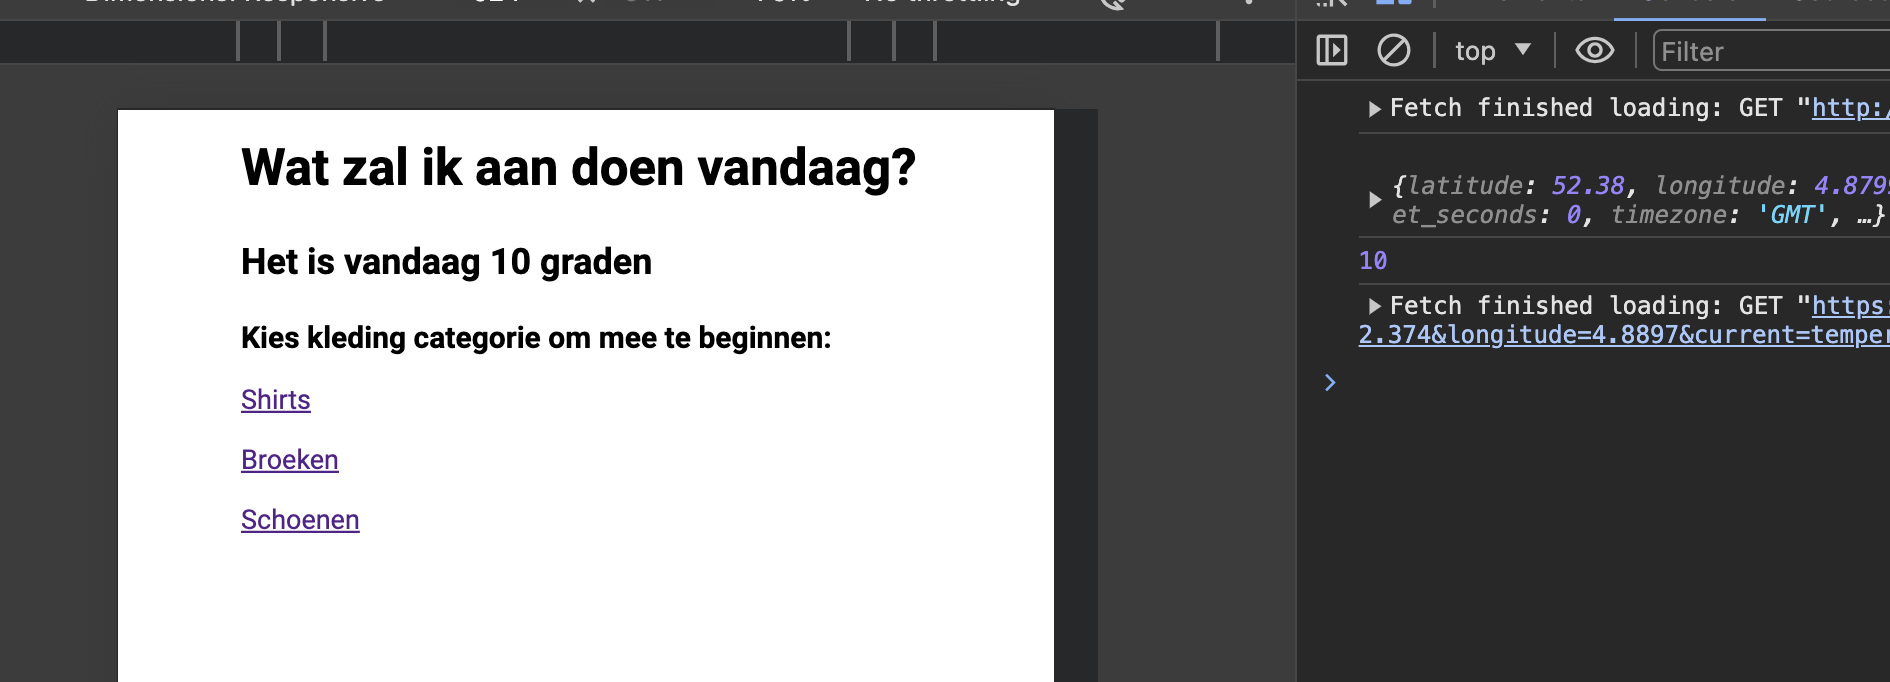 top
Filter
Wat zal ik aan doen vandaag?
Het is vandaag 10 graden
Kies kleding categorie om mee te beginnen:
Shirts
Broeken
Schoenen
Fetch finished loading: GET "http:/
{latitude: 52.38, longitude: 4.879
et_seconds: 0, timezone: 'GMT', …}
10
Fetch finished loading: GET "https:
2.374&longitude=4.8897&current=temper